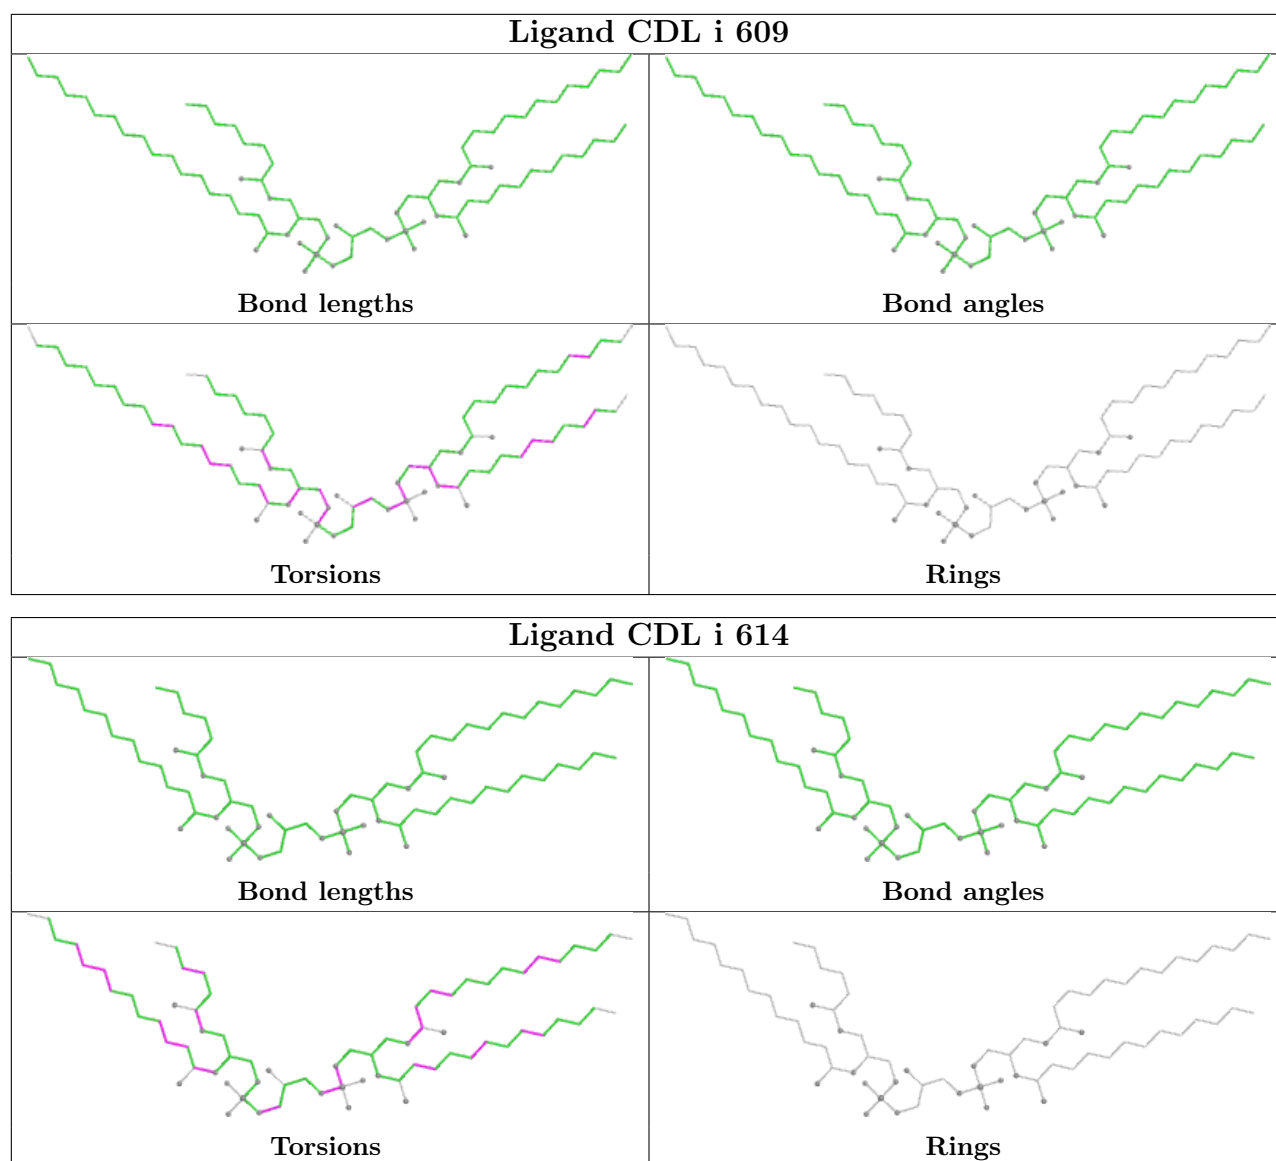 Ligand CDL i 609
Bond lengths
Bond angles
Torsions
Rings
Ligand CDL i 614
Bond lengths
Bond angles
Torsions
Rings